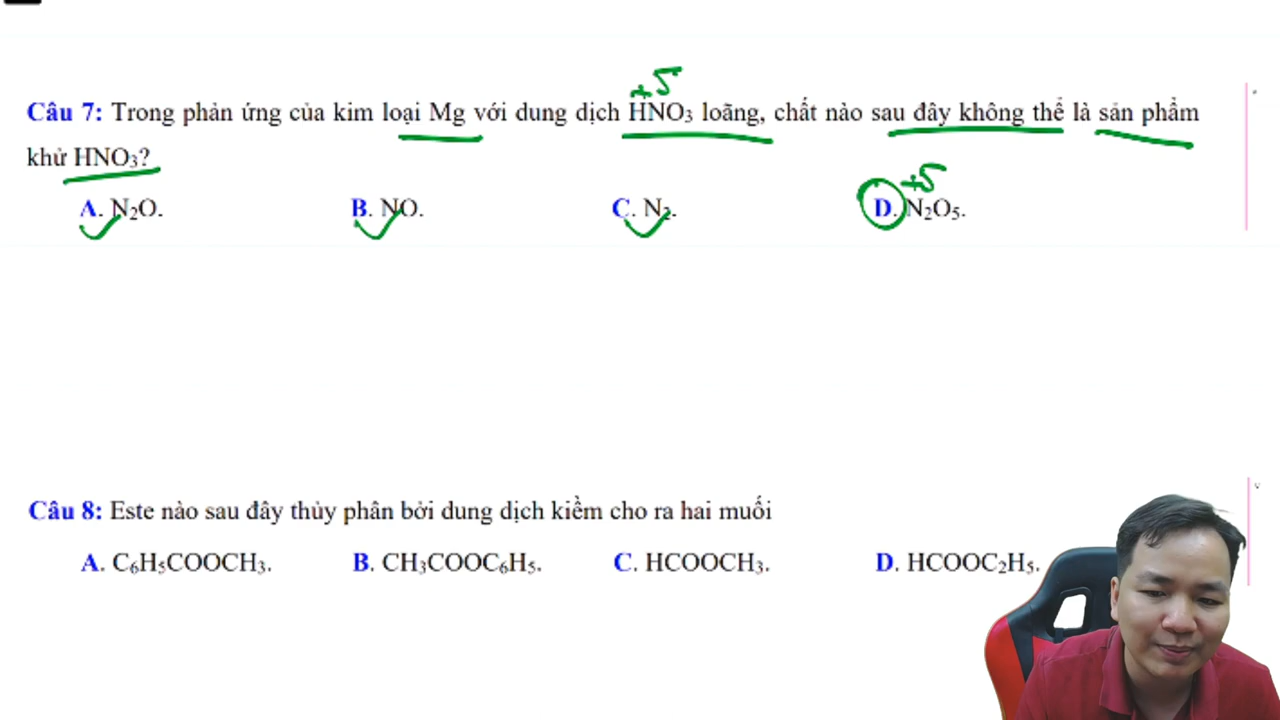 +5
Câu 7: Trong phản ứng của kim loại Mg với dung dịch HNO₃ loãng, chất nào sau đây không thể là sản phẩm
khử HNO₃?
+5
A. N₂O. B. NO. C. N₂. D. N₂O₅.
Câu 8: Este nào sau đây thủy phân bởi dung dịch kiềm cho ra hai muối
A. C₆H₅COOCH₃. B. CH₃COOC₆H₅. C. HCOOCH₃. D. HCOOC₂H₅.